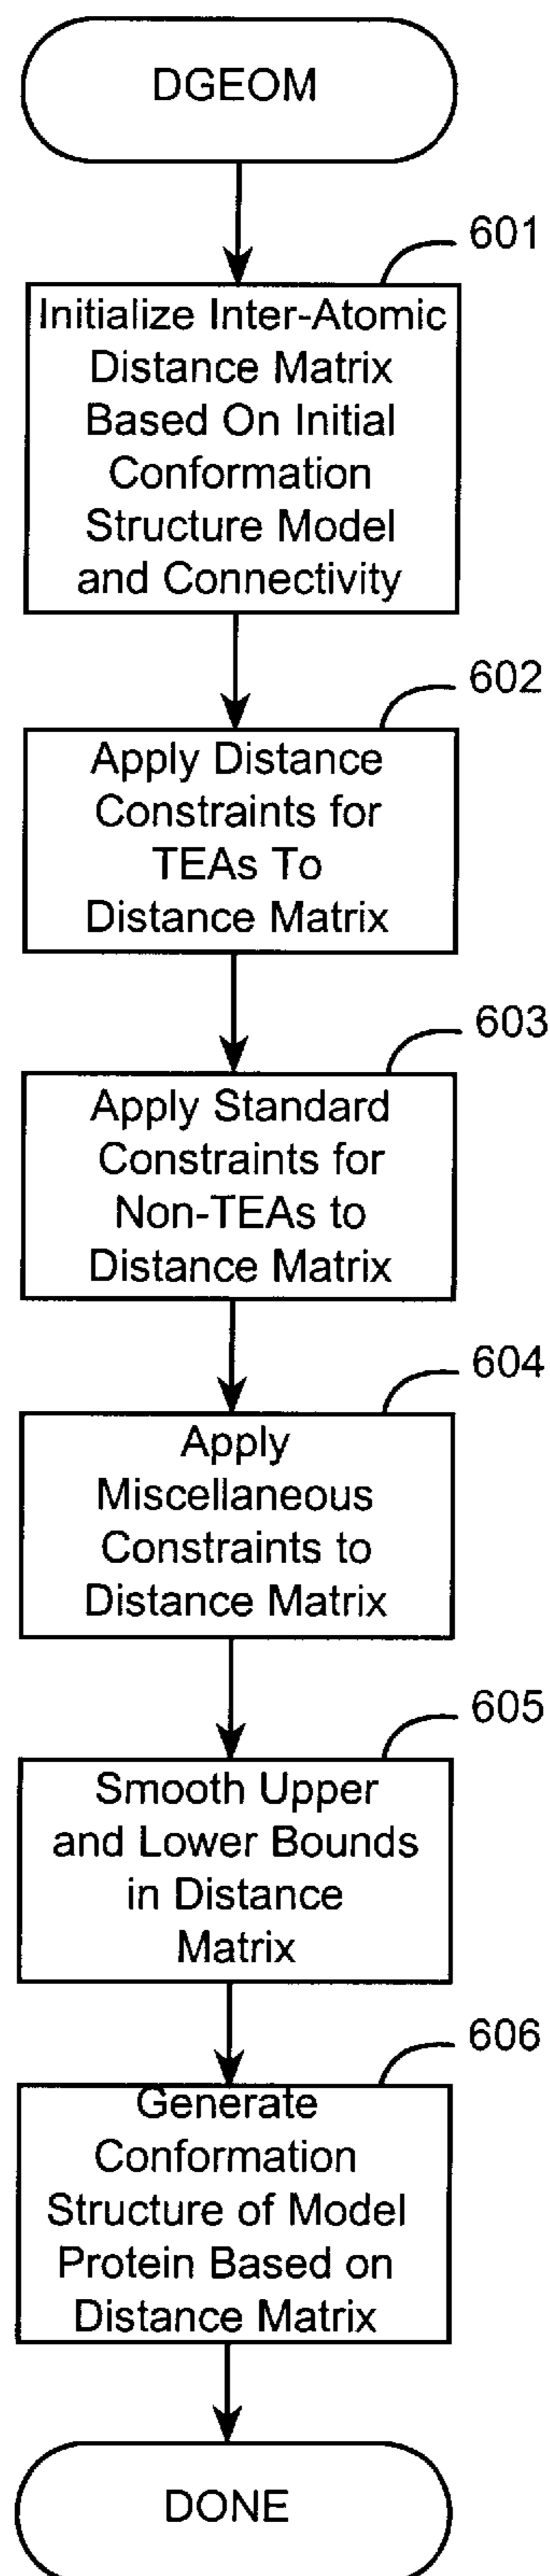 DGEOM
601
Initialize Inter-Atomic
Distance Matrix
Based On Initial
Conformation
Structure Model
and Connectivity
602
Apply Distance
Constraints for
TEAs To
Distance Matrix
603
Apply Standard
Constraints for
Non-TEAs to
Distance Matrix
604
Apply
Miscellaneous
Constraints to
Distance Matrix
605
Smooth Upper
and Lower Bounds
in Distance
Matrix
606
Generate
Conformation
Structure of Model
Protein Based on
Distance Matrix
DONE